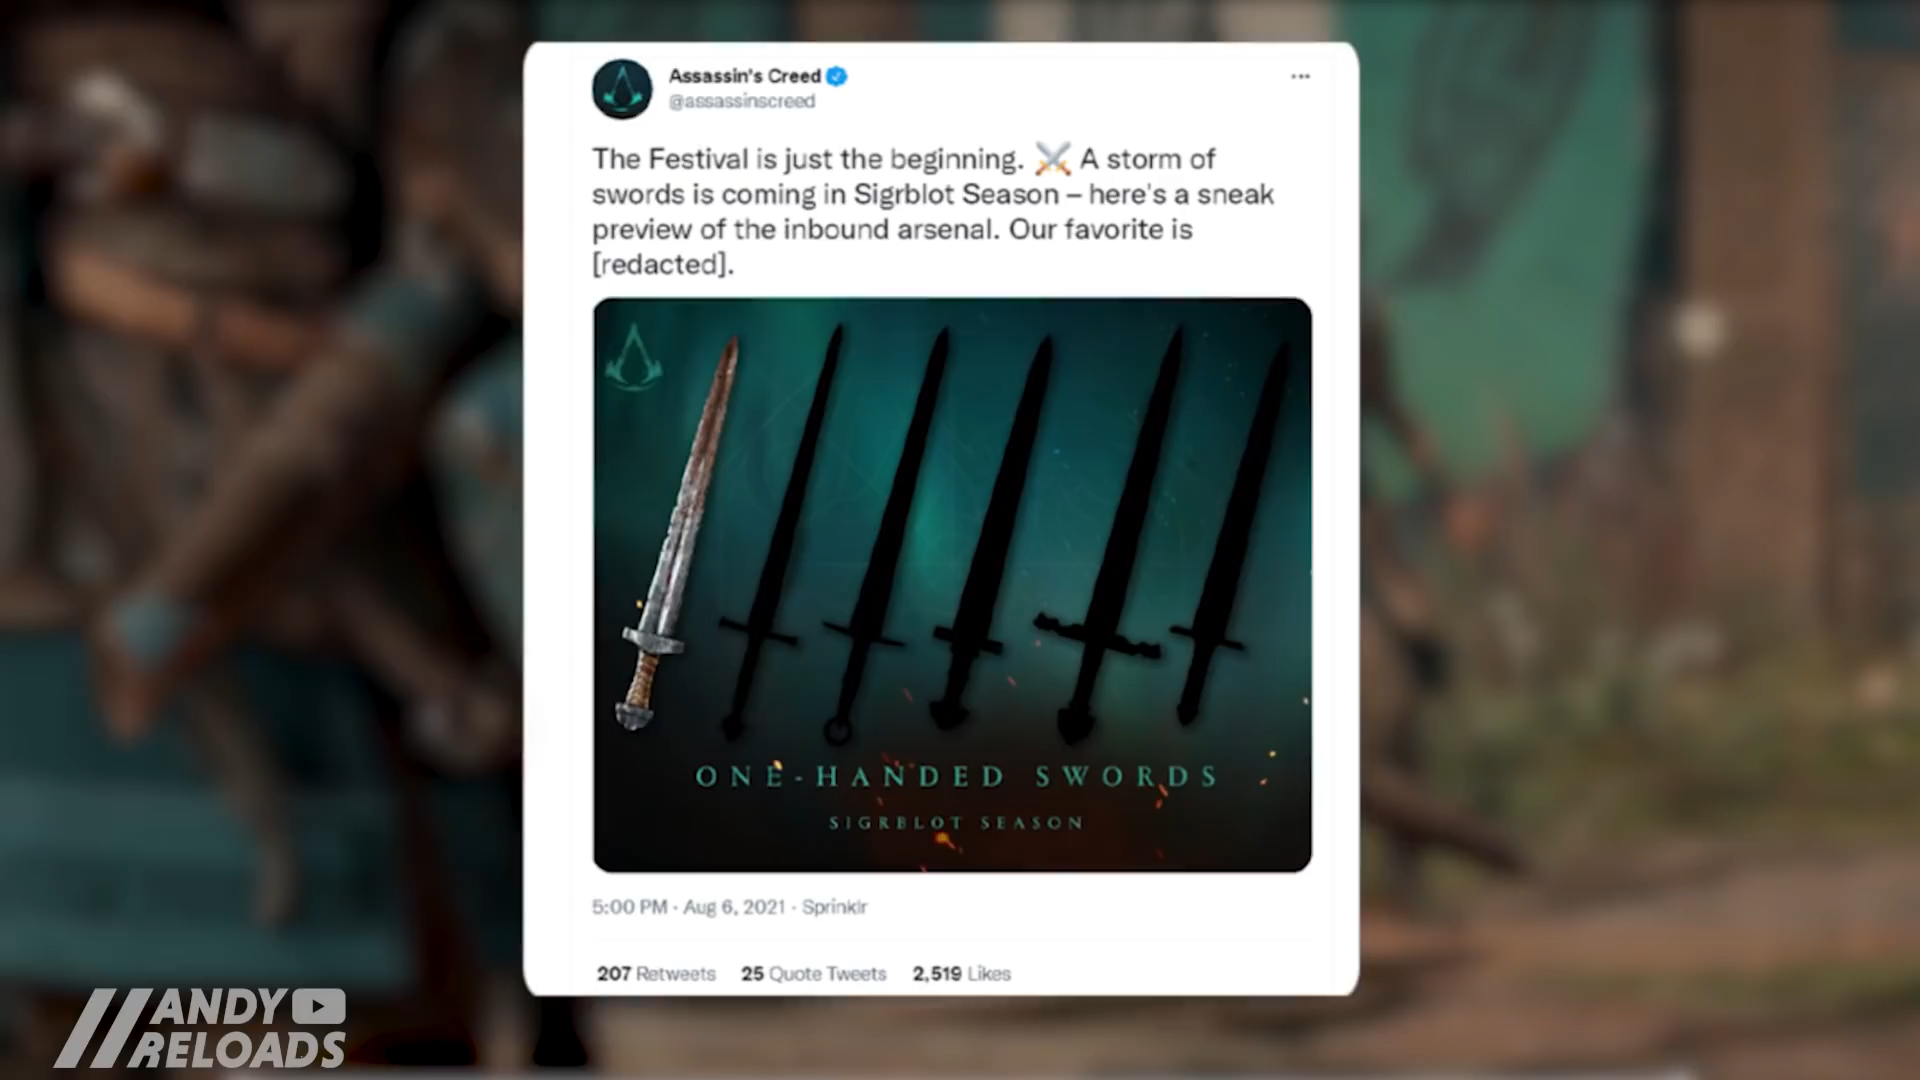 Assassin's Creed
@assassinscreed
The Festival is just the beginning. ⚔️ A storm of
swords is coming in Sigrblot Season – here's a sneak
preview of the inbound arsenal. Our favorite is
[redacted].
ONE-HANDED SWORDS
SIGRBLOT SEASON
5:00 PM · Aug 6, 2021 · Sprinklr
207 Retweets 25 Quote Tweets 2,519 Likes
//ANDY
RELOADS